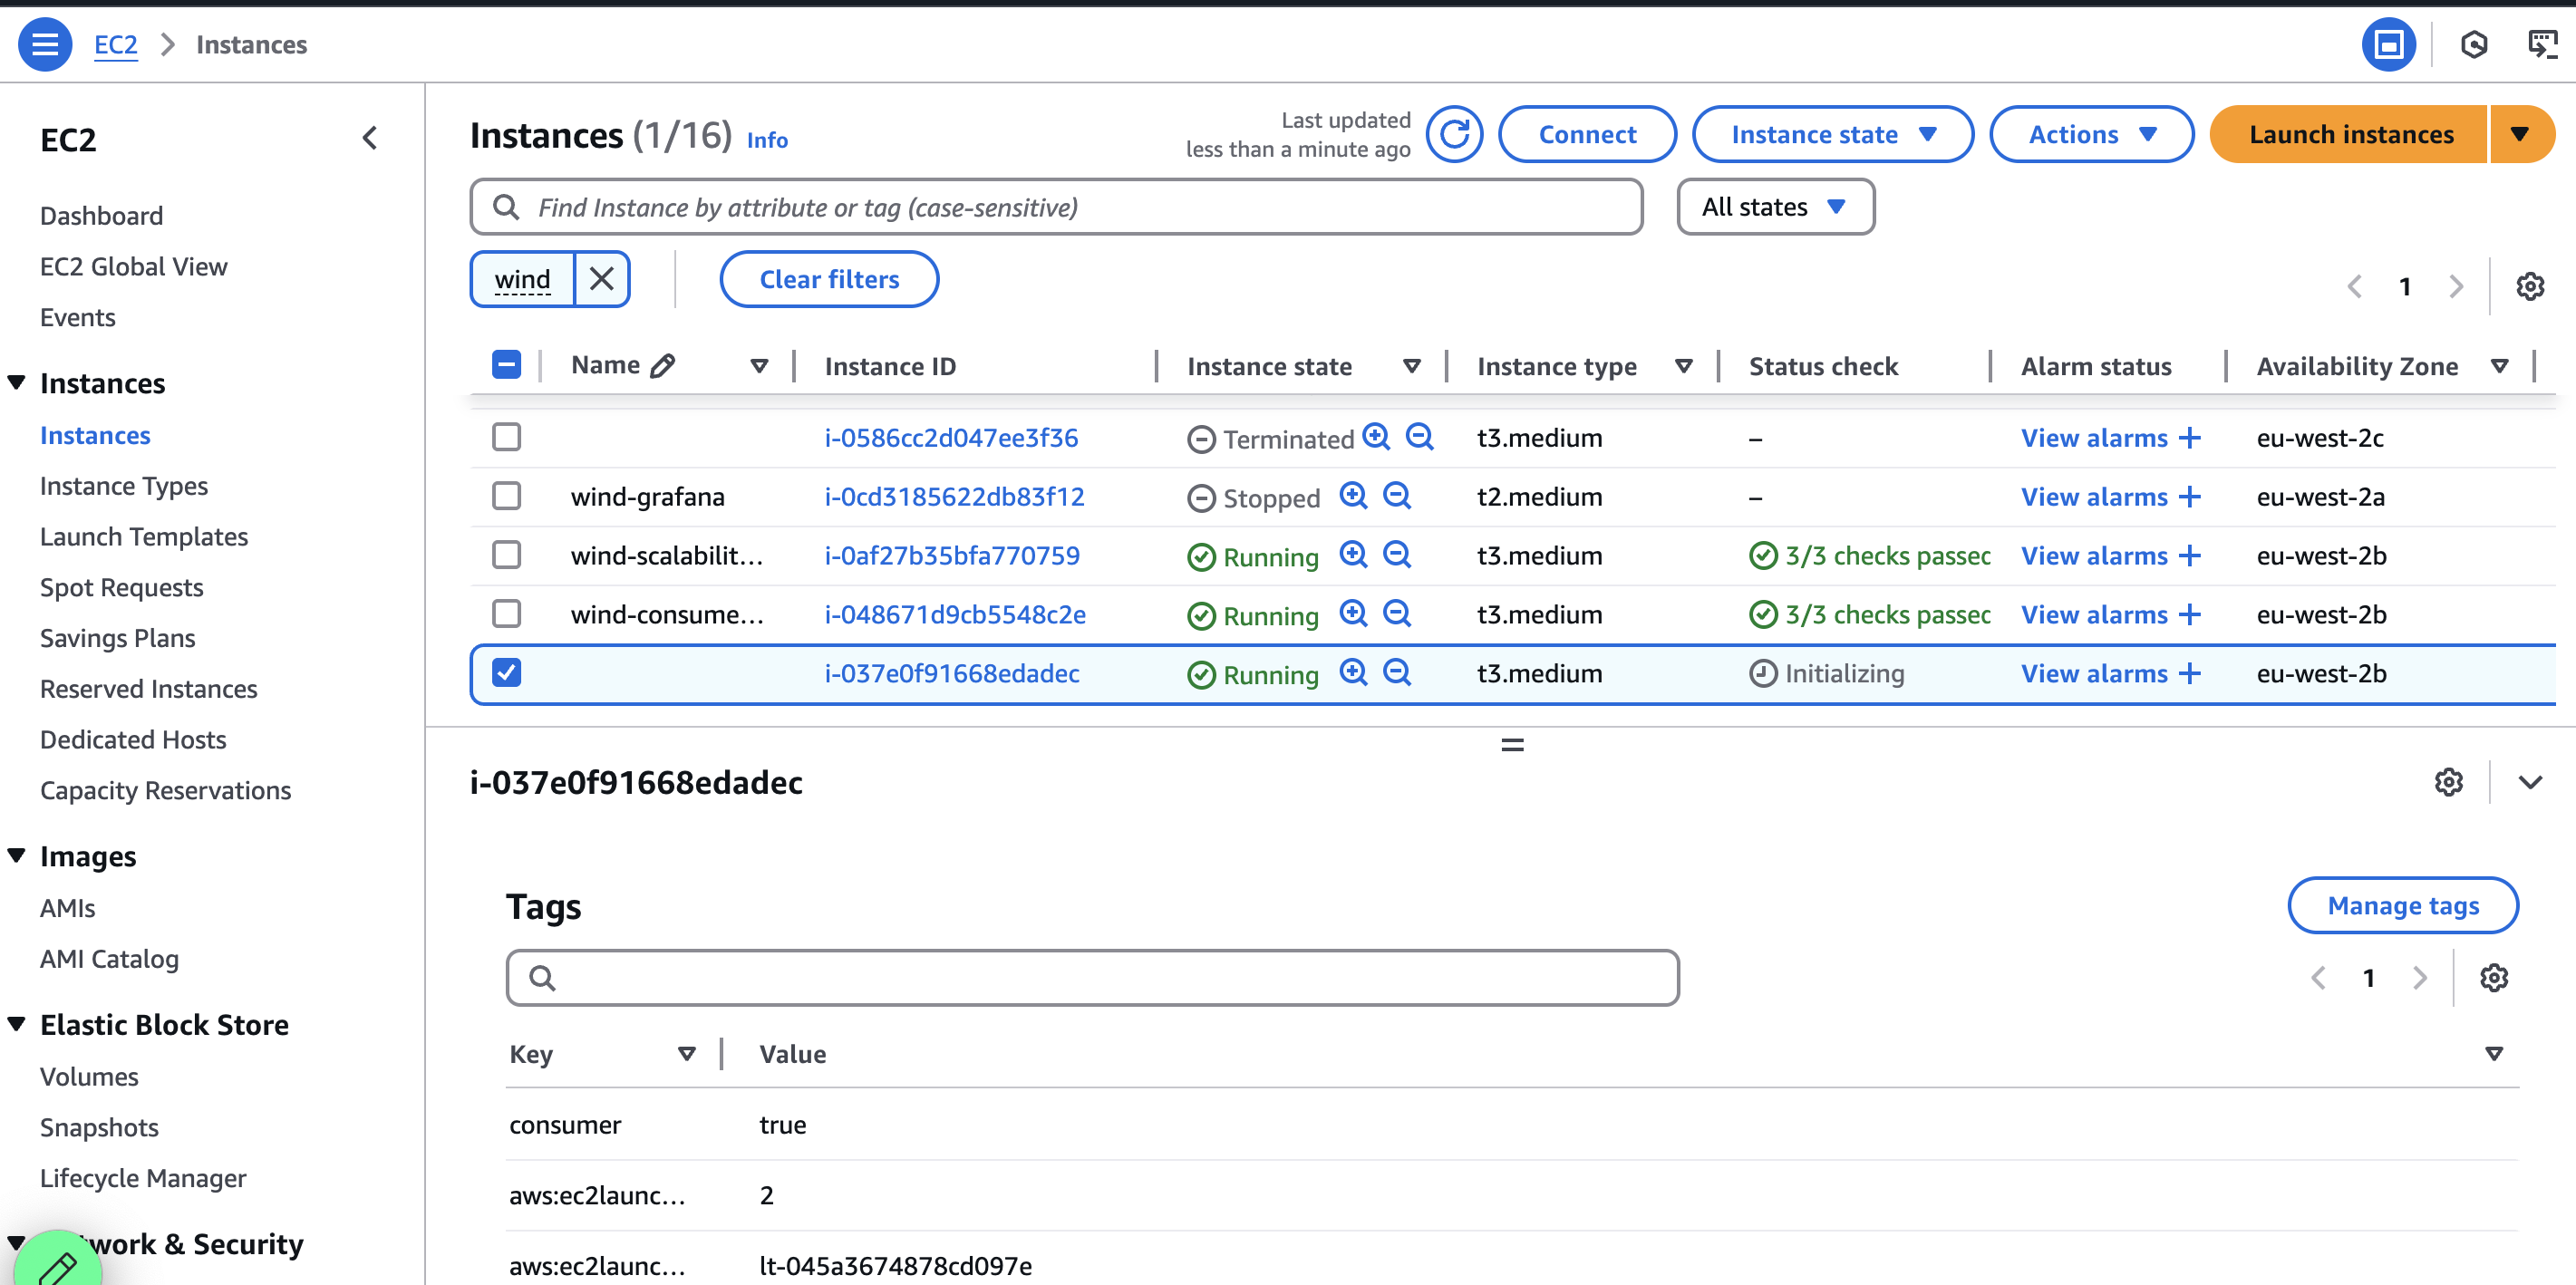 EC2 > Instances
EC2
Dashboard
EC2 Global View
Events
Instances
Instances
Instance Types
Launch Templates
Spot Requests
Savings Plans
Reserved Instances
Dedicated Hosts
Capacity Reservations
Images
AMIs
AMI Catalog
Elastic Block Store
Volumes
Snapshots
Lifecycle Manager
work & Security
Instances (1/16) Info
Last updated
less than a minute ago
Connect
Instance state
Actions
Launch instances
Find Instance by attribute or tag (case-sensitive)
All states
wind
Clear filters
1
Name Instance ID Instance state Instance type Status check Alarm status Availability Zone
i-0586cc2d047ee3f36 Terminated t3.medium – View alarms + eu-west-2c
wind-grafana i-0cd3185622db83f12 Stopped t2.medium – View alarms + eu-west-2a
wind-scalabilit... i-0af27b35bfa770759 Running t3.medium 3/3 checks passec View alarms + eu-west-2b
wind-consume... i-048671d9cb5548c2e Running t3.medium 3/3 checks passec View alarms + eu-west-2b
i-037e0f91668edadec Running t3.medium Initializing View alarms + eu-west-2b
i-037e0f91668edadec
Tags
Manage tags
1
Key Value
consumer true
aws:ec2launc... 2
aws:ec2launc... lt-045a3674878cd097e